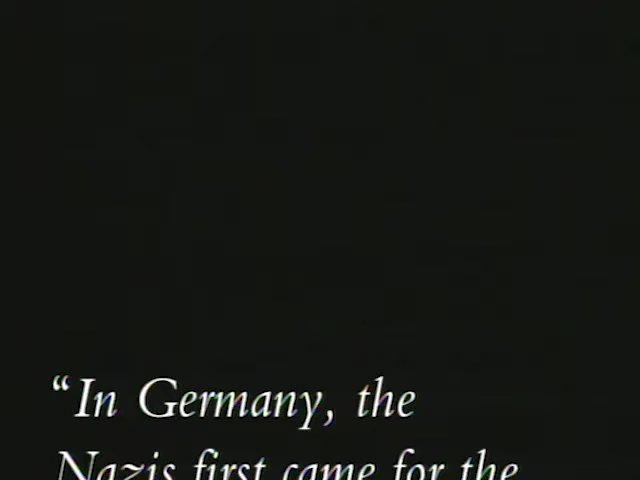 “In Germany, the
Nazis first came for the